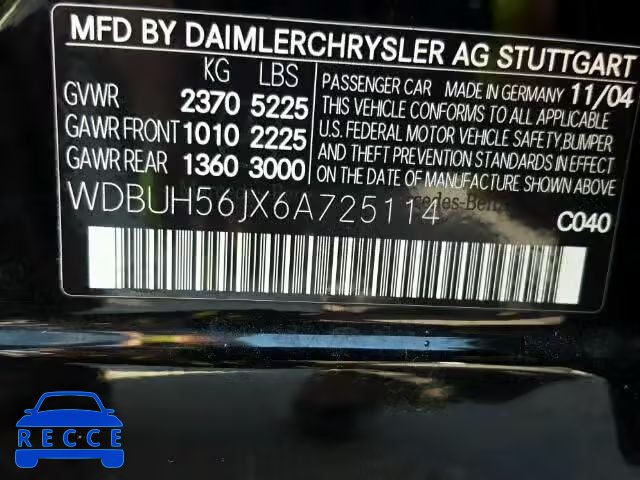 MFD BY DAIMLERCHRYSLER AG STUTTGART
KG LBS
GVWR 2370 5225
GAWR FRONT 1010 2225
GAWR REAR 1360 3000
PASSENGER CAR MADE IN GERMANY 11/04
THIS VEHICLE CONFORMS TO ALL APPLICABLE
U.S. FEDERAL MOTOR VEHICLE SAFETY, BUMPER
AND THEFT PREVENTION STANDARDS IN EFFECT
ON THE DATE OF MANUFACTURE SHOWN ABOVE.
WDBUH56JX6A725114
cedes-Benz
C040
RECCE